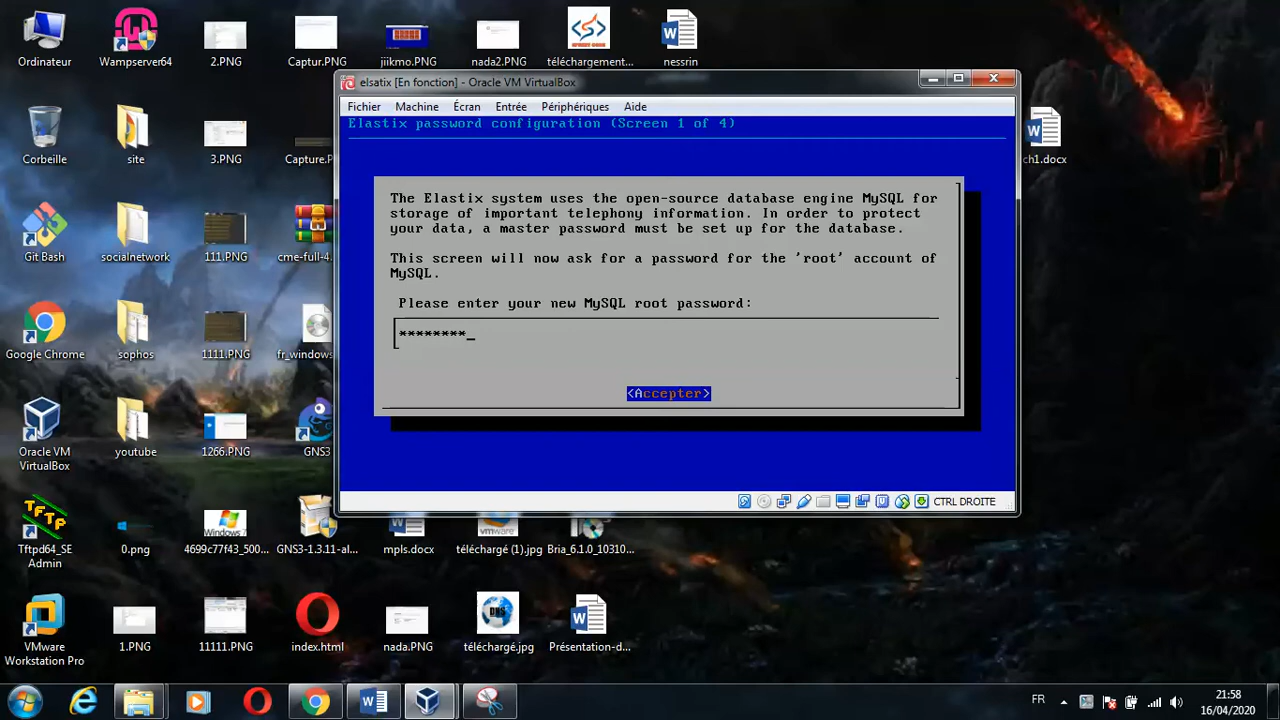 Ordinateur
Wampserver64
2.PNG
Captur.PNG
jiikmo.PNG
nada2.PNG
téléchargement...
nessrin
Corbeille
site
3.PNG
Capture.P
ch1.docx
Git Bash
socialnetwork
111.PNG
cme-full-4.
Google Chrome
sophos
1111.PNG
fr_windows
Oracle VM
VirtualBox
youtube
1266.PNG
GNS3
Tftpd64_SE
Admin
0.png
4699c77f43_500...
GNS3-1.3.11-al...
mpls.docx
téléchargé (1).jpg
Bria_6.1.0_10310...
VMware
Workstation Pro
1.PNG
11111.PNG
index.html
nada.PNG
téléchargé.jpg
Présentation-d...
elsatix [En fonction] - Oracle VM VirtualBox
Fichier Machine Écran Entrée Périphériques Aide
Elastix password configuration (Screen 1 of 4)
The Elastix system uses the open-source database engine MySQL for
storage of important telephony information. In order to protect
your data, a master password must be set up for the database.
This screen will now ask for a password for the 'root' account of
MySQL.
Please enter your new MySQL root password:
********_
<Accepter>
CTRL DROITE
FR
21:58
16/04/2020